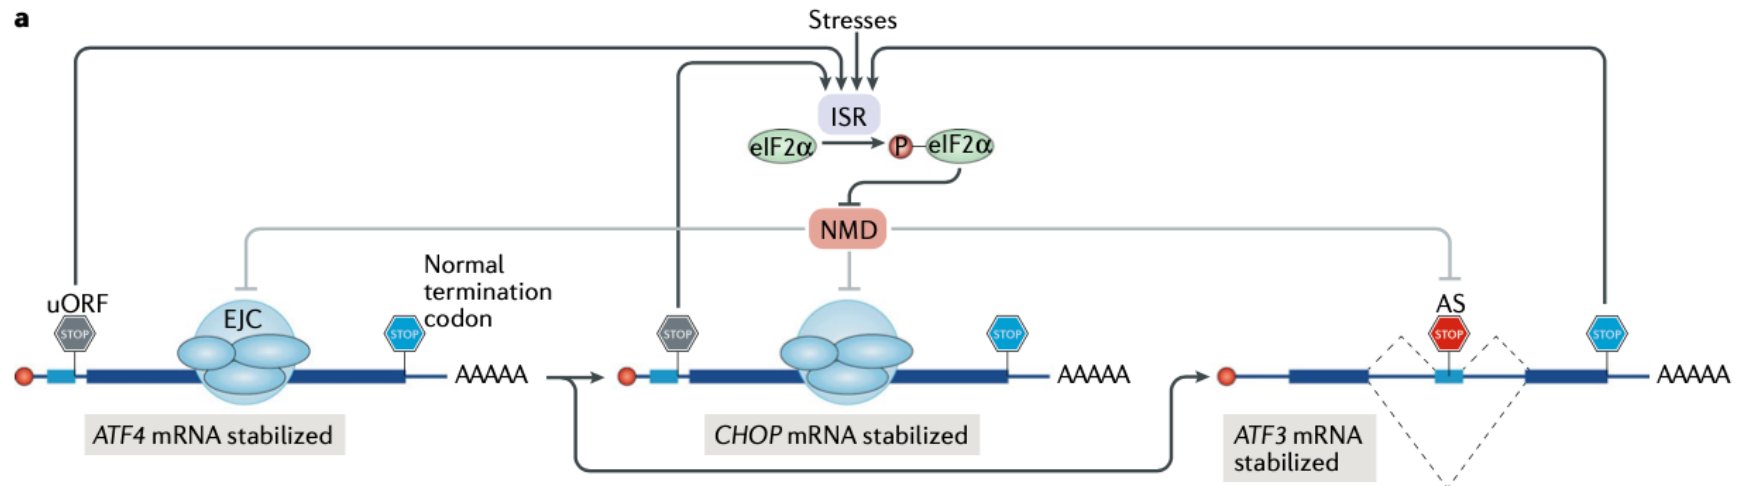 a
Stresses
ISR
eIF2α
P
eIF2α
NMD
Normal
termination
codon
uORF
STOP
EJC
STOP
AAAAA
STOP
STOP
AAAAA
AS
STOP
STOP
AAAAA
ATF4 mRNA stabilized
CHOP mRNA stabilized
ATF3 mRNA
stabilized